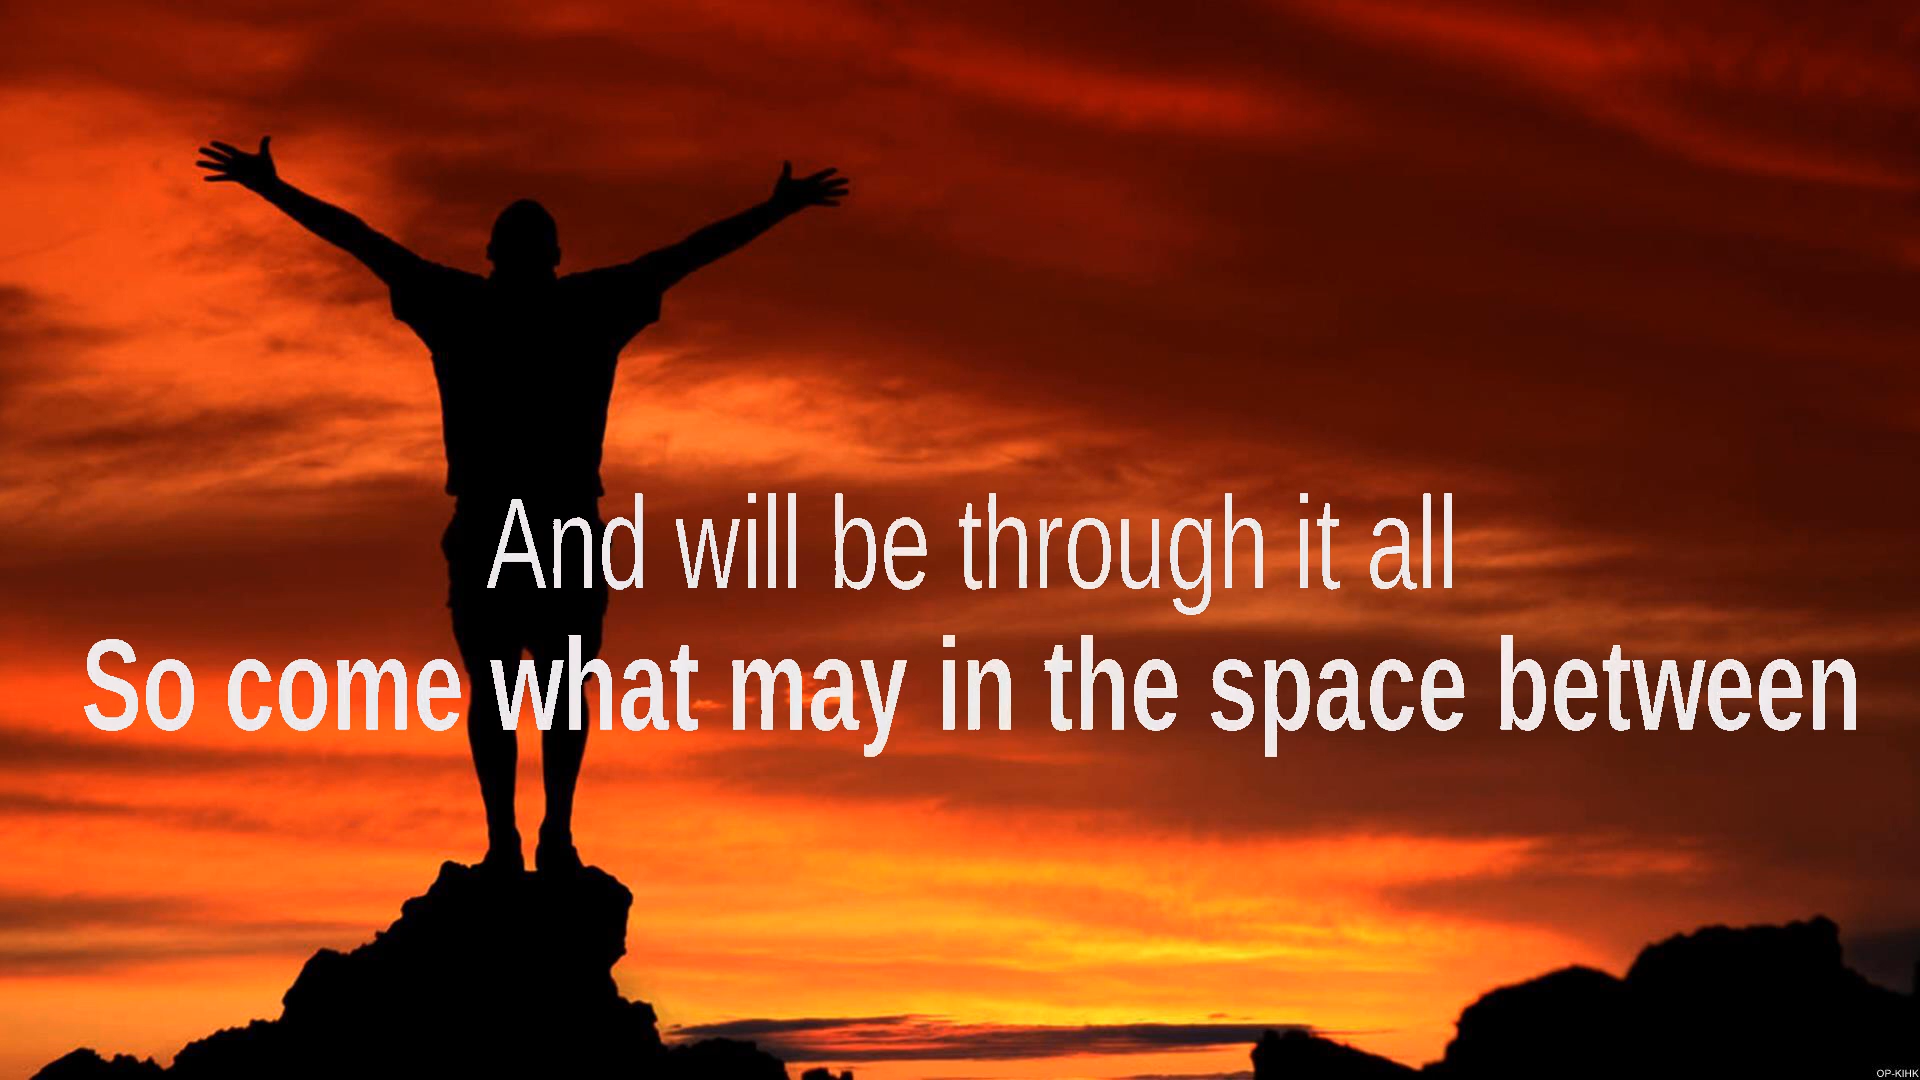 And will be through it all
So come what may in the space between
OP-KIHK